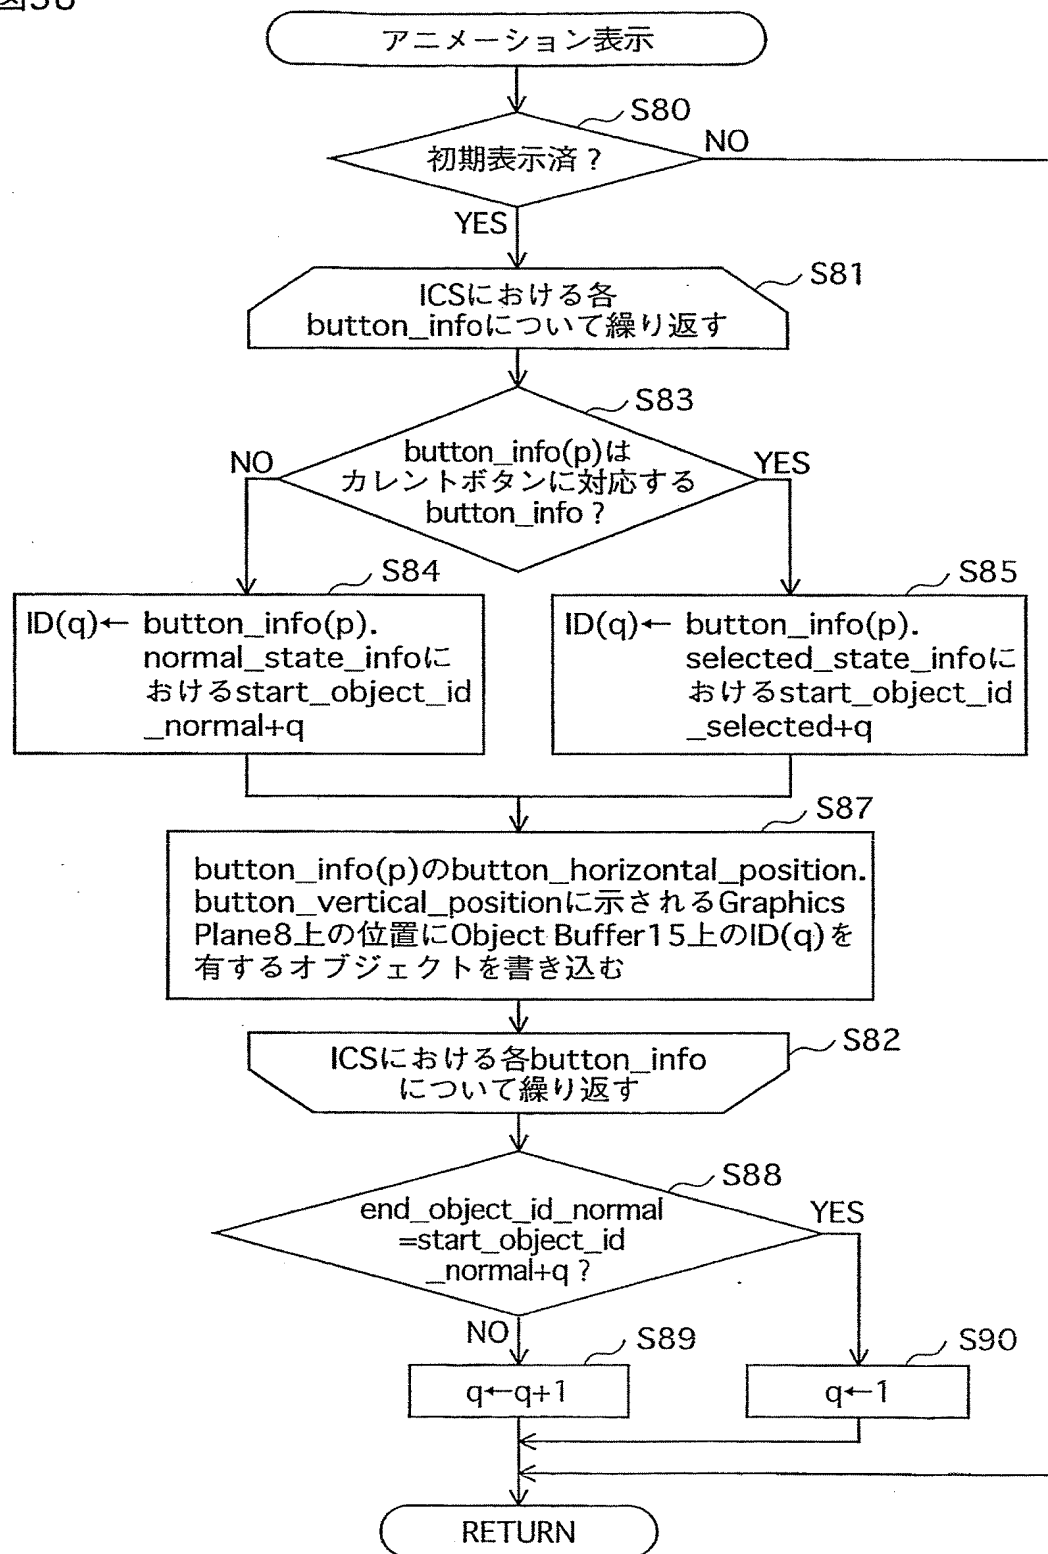 図38
アニメーション表示
S80
初期表示済?
NO
YES
S81
ICSにおける各
button_infoについて繰り返す
S83
button_info(p)は
カレントボタンに対応する
button_info?
NO
YES
S84
ID(q)← button_info(p).
normal_state_infoに
おけるstart_object_id
_normal+q
S85
ID(q)← button_info(p).
selected_state_infoに
おけるstart_object_id
_selected+q
S87
button_info(p)のbutton_horizontal_position.
button_vertical_positionに示されるGraphics
Plane8上の位置にObject Buffer15上のID(q)を
有するオブジェクトを書き込む
S82
ICSにおける各button_info
について繰り返す
S88
end_object_id_normal
=start_object_id
_normal+q?
YES
NO
S89
q←q+1
S90
q←1
RETURN